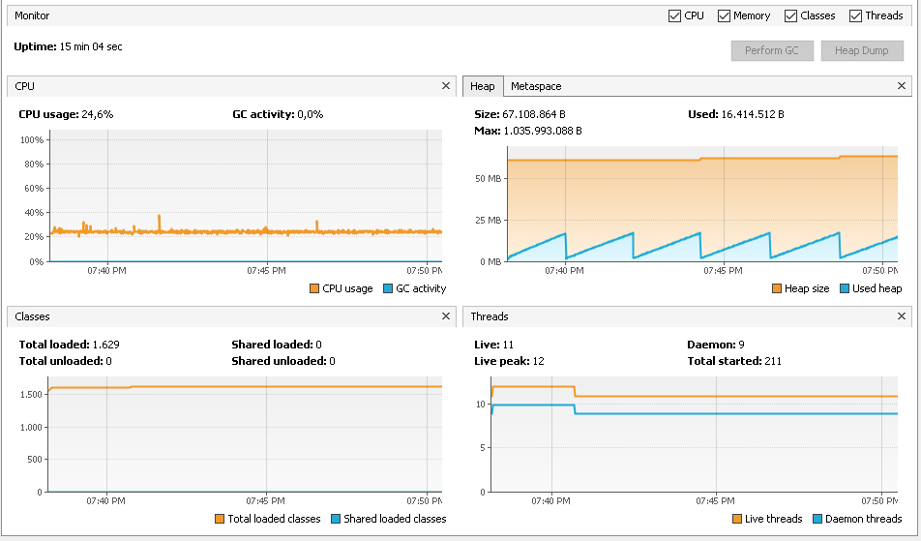 Monitor
CPU Memory Classes Threads
Uptime: 15 min 04 sec
Perform GC Heap Dump
CPU
CPU usage: 24,6% GC activity: 0,0%
100%
80%
60%
40%
20%
0%
07:40 PM 07:45 PM 07:50 PM
CPU usage GC activity
Heap Metaspace
Size: 67.108.864 B Used: 16.414.512 B
Max: 1.035.993.088 B
50 MB
25 MB
0 MB
07:40 PM 07:45 PM 07:50 PM
Heap size Used heap
Classes
Total loaded: 1.629 Shared loaded: 0
Total unloaded: 0 Shared unloaded: 0
1.500
1.000
500
0
07:40 PM 07:45 PM 07:50 PM
Total loaded classes Shared loaded classes
Threads
Live: 11 Daemon: 9
Live peak: 12 Total started: 211
10
5
0
07:40 PM 07:45 PM 07:50 PM
Live threads Daemon threads